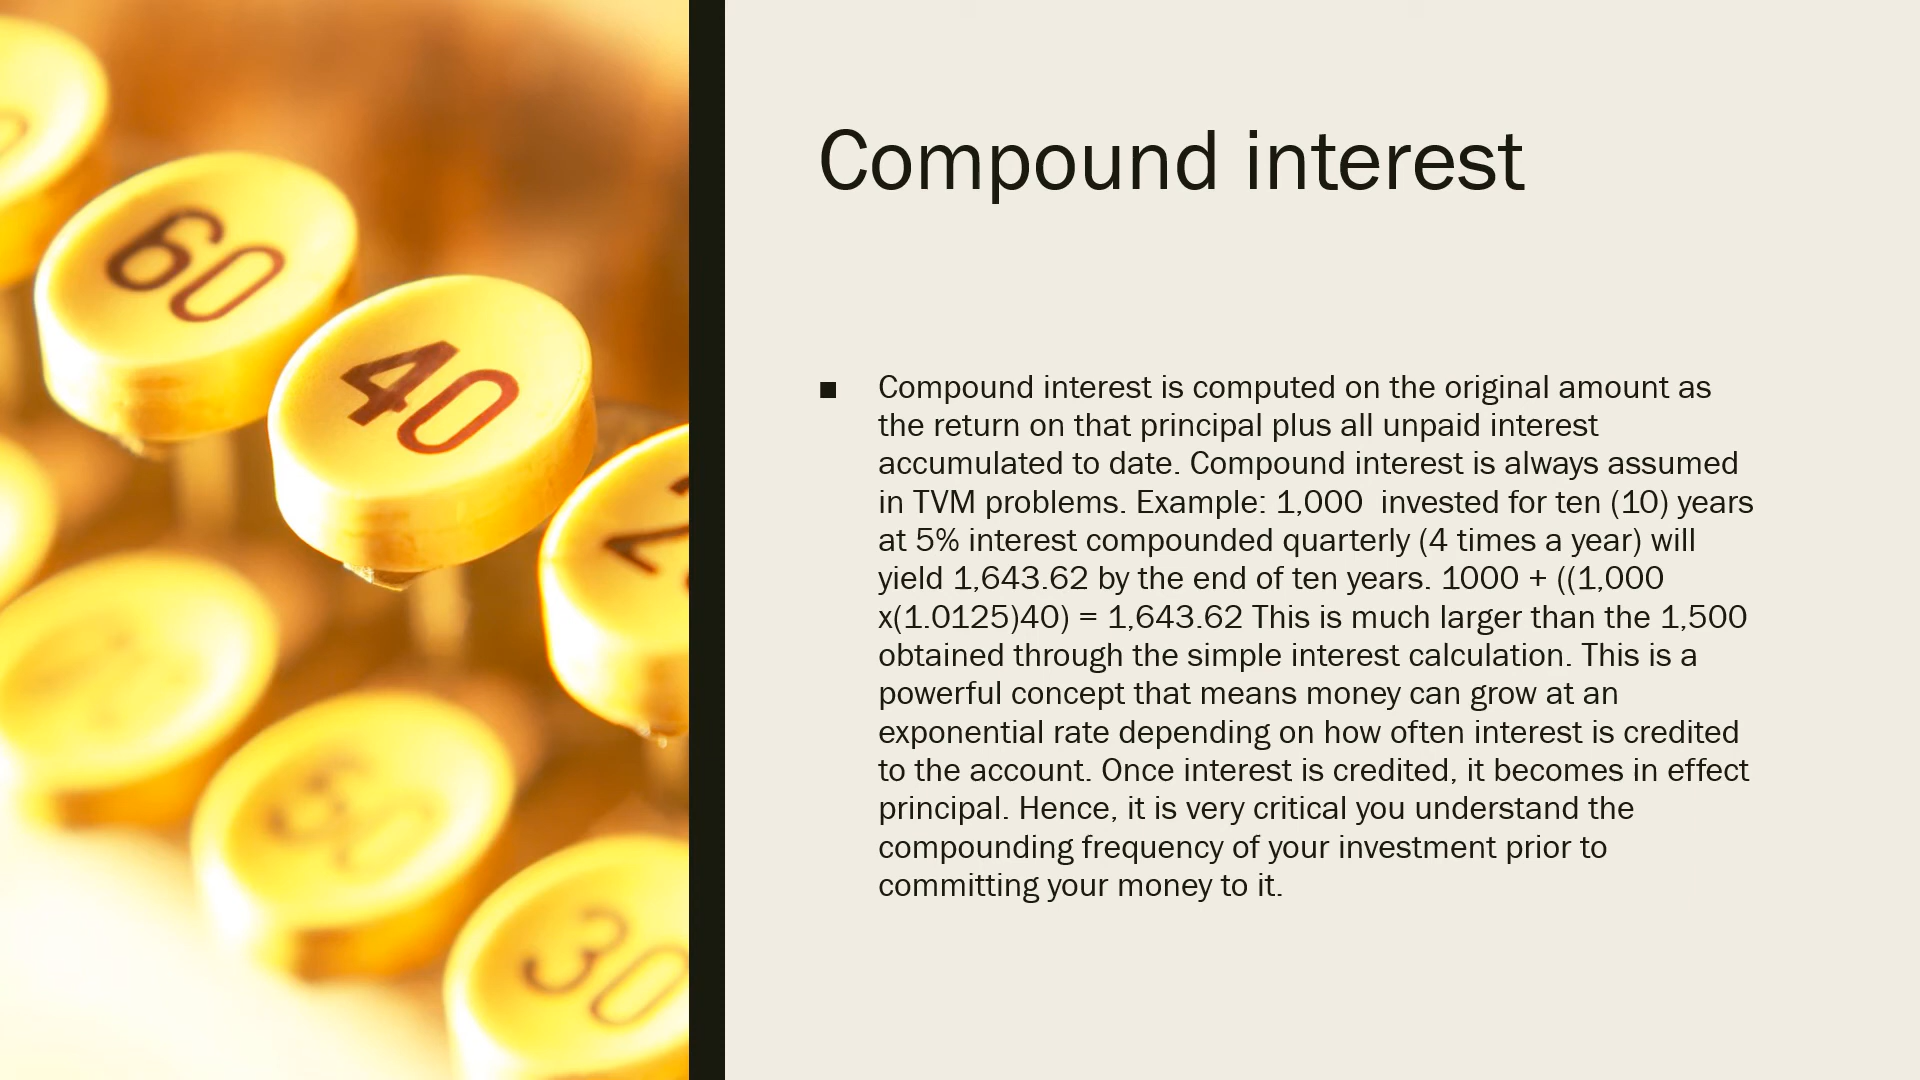 Compound interest
■ Compound interest is computed on the original amount as
the return on that principal plus all unpaid interest
accumulated to date. Compound interest is always assumed
in TVM problems. Example: 1,000  invested for ten (10) years
at 5% interest compounded quarterly (4 times a year) will
yield 1,643.62 by the end of ten years. 1000 + ((1,000
x(1.0125)40) = 1,643.62 This is much larger than the 1,500
obtained through the simple interest calculation. This is a
powerful concept that means money can grow at an
exponential rate depending on how often interest is credited
to the account. Once interest is credited, it becomes in effect
principal. Hence, it is very critical you understand the
compounding frequency of your investment prior to
committing your money to it.
60
40
30